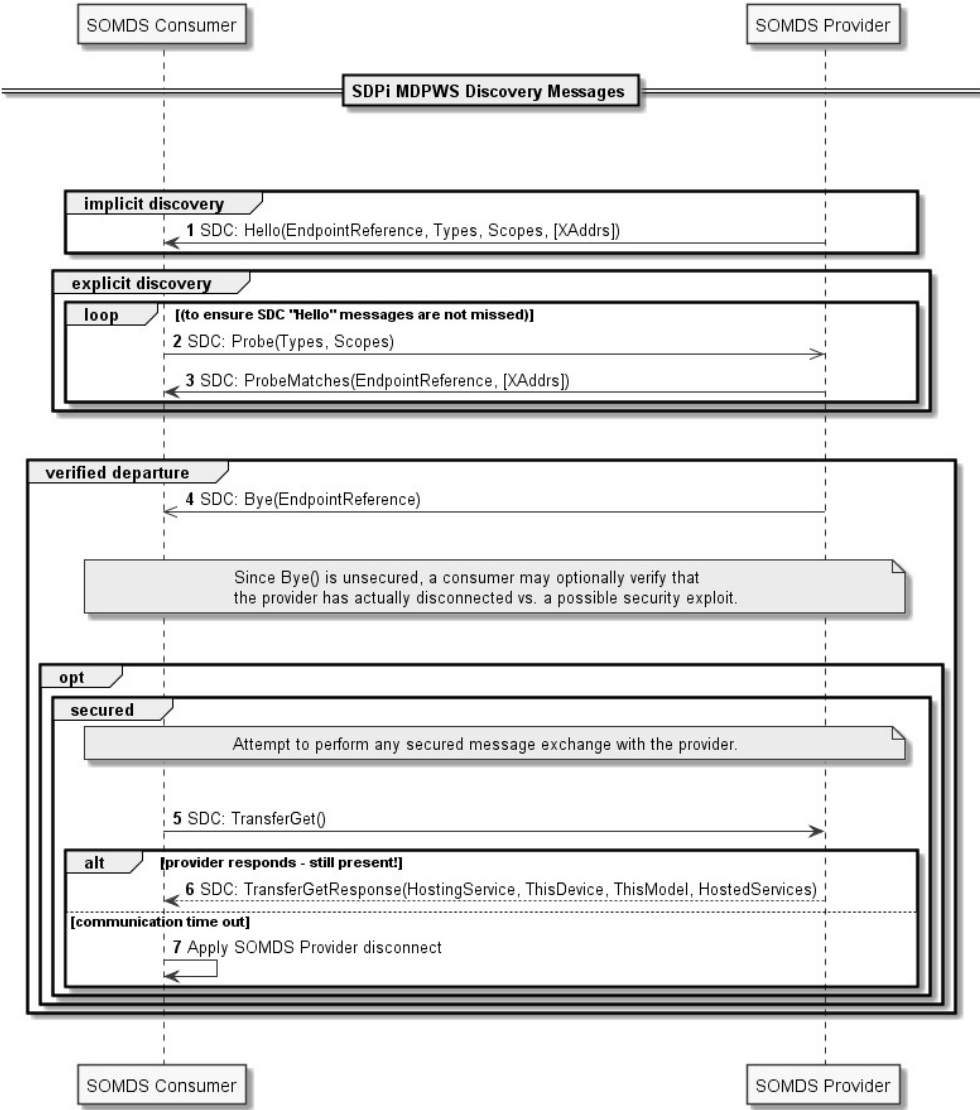 SOMDS Consumer
SOMDS Provider
SDPi MDPWS Discovery Messages
implicit discovery
1 SDC: Hello(EndpointReference, Types, Scopes, [XAddrs])
explicit discovery
loop [(to ensure SDC "Hello" messages are not missed)]
2 SDC: Probe(Types, Scopes)
3 SDC: ProbeMatches(EndpointReference, [XAddrs])
verified departure
4 SDC: Bye(EndpointReference)
Since Bye() is unsecured, a consumer may optionally verify that
the provider has actually disconnected vs. a possible security exploit.
opt
secured
Attempt to perform any secured message exchange with the provider.
5 SDC: TransferGet()
alt [provider responds - still present!]
6 SDC: TransferGetResponse(HostingService, ThisDevice, ThisModel, HostedServices)
[communication time out]
7 Apply SOMDS Provider disconnect
SOMDS Consumer
SOMDS Provider